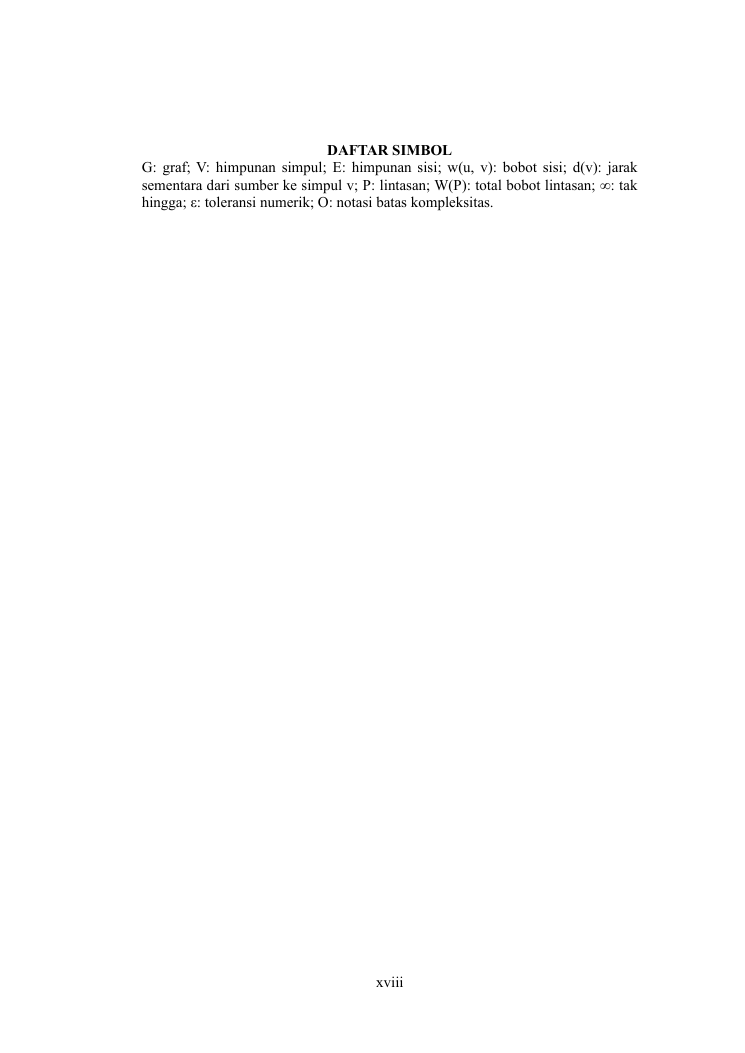 DAFTAR SIMBOL
G: graf; V: himpunan simpul; E: himpunan sisi; w(u, v): bobot sisi; d(v): jarak
sementara dari sumber ke simpul v; P: lintasan; W(P): total bobot lintasan; ∞: tak
hingga; ε: toleransi numerik; O: notasi batas kompleksitas.
xviii